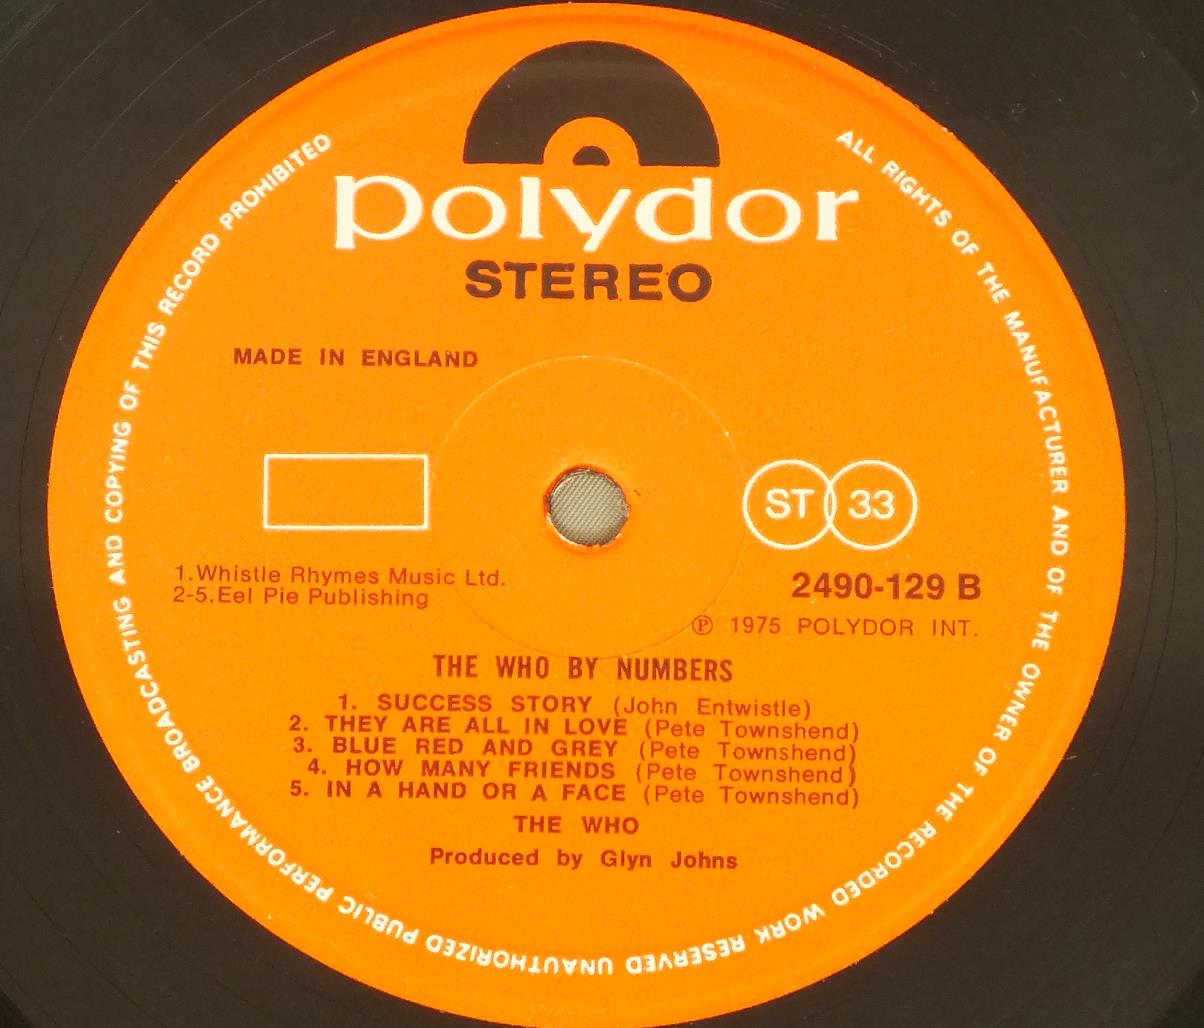 polydor
STEREO
MADE IN ENGLAND
ST 33
1.Whistle Rhymes Music Ltd.
2-5.Eel Pie Publishing
2490-129 B
℗ 1975 POLYDOR INT.
THE WHO BY NUMBERS
1. SUCCESS STORY (John Entwistle)
2. THEY ARE ALL IN LOVE (Pete Townshend)
3. BLUE RED AND GREY (Pete Townshend)
4. HOW MANY FRIENDS (Pete Townshend)
5. IN A HAND OR A FACE (Pete Townshend)
THE WHO
Produced by Glyn Johns
ALL RIGHTS OF THE MANUFACTURER AND OF THE OWNER OF THE RECORDED WORK RESERVED UNAUTHORIZED PUBLIC PERFORMANCE BROADCASTING AND COPYING OF THIS RECORD PROHIBITED